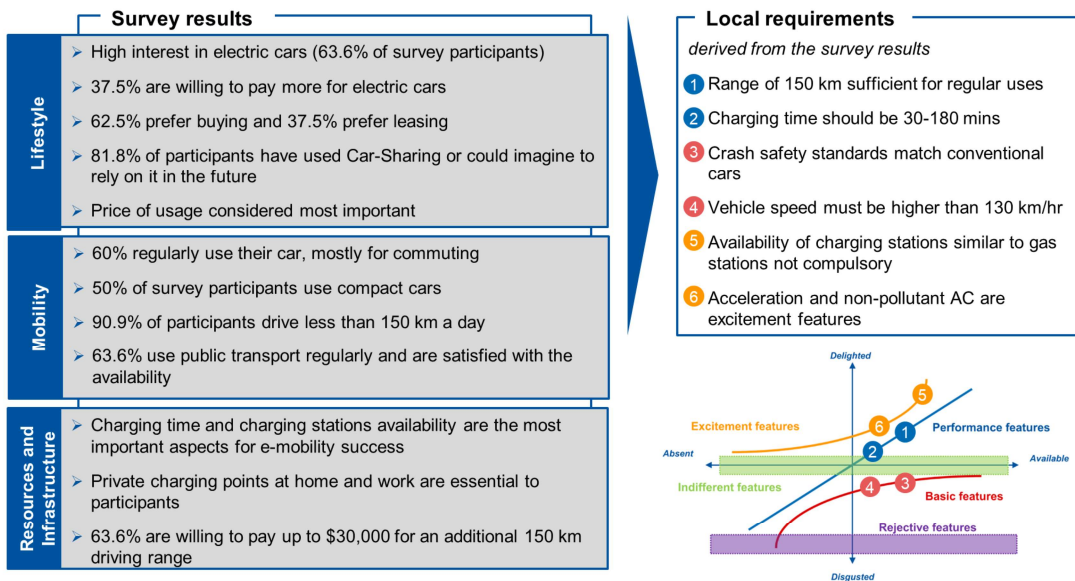 Survey results
Lifestyle
High interest in electric cars (63.6% of survey participants)
37.5% are willing to pay more for electric cars
62.5% prefer buying and 37.5% prefer leasing
81.8% of participants have used Car-Sharing or could imagine to
rely on it in the future
Price of usage considered most important
Mobility
60% regularly use their car, mostly for commuting
50% of survey participants use compact cars
90.9% of participants drive less than 150 km a day
63.6% use public transport regularly and are satisfied with the
availability
Resources and
Infrastructure
Charging time and charging stations availability are the most
important aspects for e-mobility success
Private charging points at home and work are essential to
participants
63.6% are willing to pay up to $30,000 for an additional 150 km
driving range
Local requirements
derived from the survey results
1 Range of 150 km sufficient for regular uses
2 Charging time should be 30-180 mins
3 Crash safety standards match conventional
cars
4 Vehicle speed must be higher than 130 km/hr
5 Availability of charging stations similar to gas
stations not compulsory
6 Acceleration and non-pollutant AC are
excitement features
Delighted
5
Excitement features
6
1
Performance features
2
Absent
Available
Indifferent features
4
3
Basic features
Rejective features
Disgusted